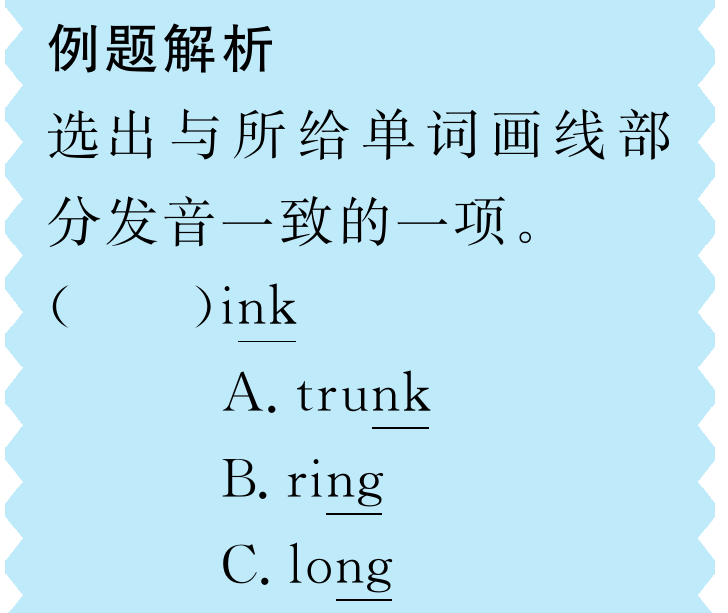 例题解析
选出与所给单词画线部
分发音一致的一项。
(　　)ink
A. trunk
B. ring
C. long